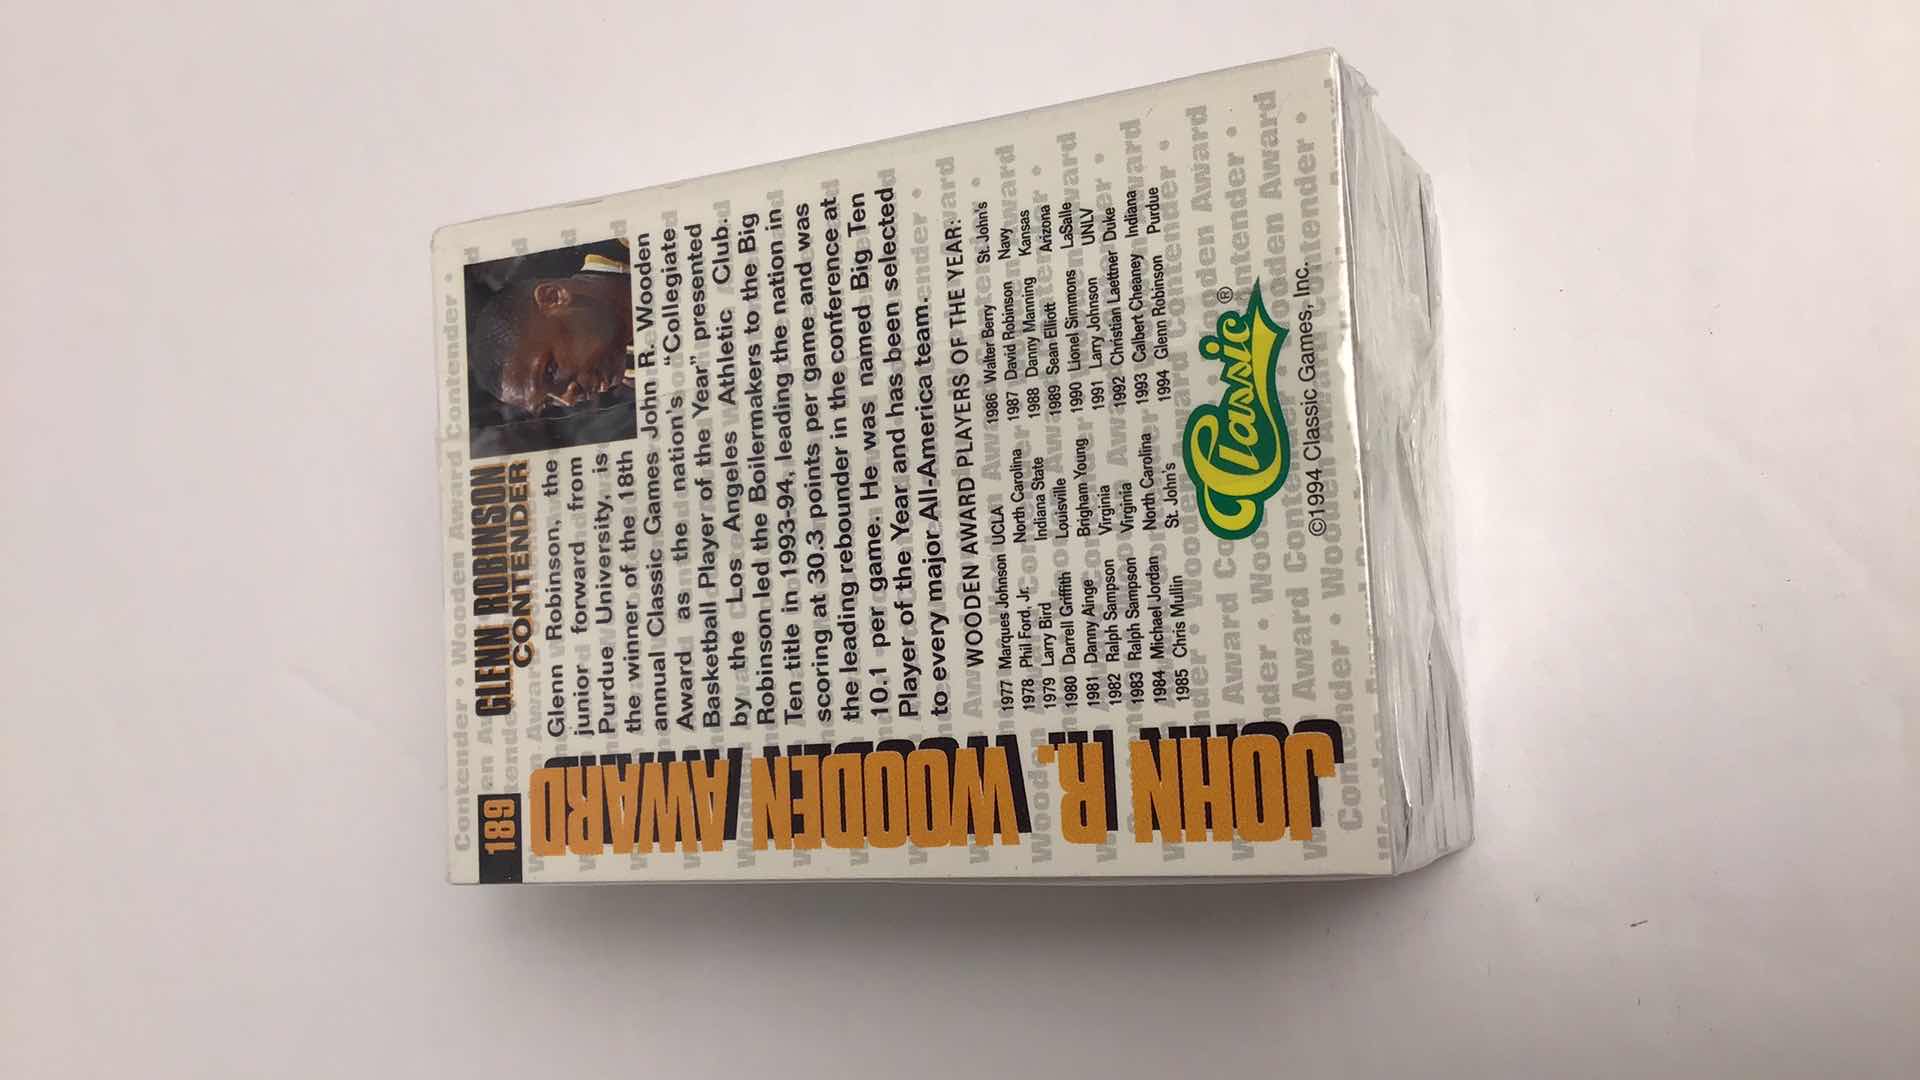 189
GLENN ROBINSON
CONTENDER
Glenn Robinson, the
junior forward from
Purdue University, is
the winner of the 18th
annual Classic Games John R. Wooden
Award as the nation's "Collegiate
Basketball Player of the Year" presented
by the Los Angeles Athletic Club.
Robinson led the Boilermakers to the Big
Ten title in 1993-94, leading the nation in
scoring at 30.3 points per game and was
the leading rebounder in the conference at
10.1 per game. He was named Big Ten
Player of the Year and has been selected
to every major All-America team.
WOODEN AWARD PLAYERS OF THE YEAR:
1977 Marques Johnson UCLA
1978 Phil Ford, Jr. North Carolina
1979 Larry Bird Indiana State
1980 Darrell Griffith Louisville
1981 Danny Ainge Brigham Young
1982 Ralph Sampson Virginia
1983 Ralph Sampson Virginia
1984 Michael Jordan North Carolina
1985 Chris Mullin St. John's
1986 Walter Berry St. John's
1987 David Robinson Navy
1988 Danny Manning Kansas
1989 Sean Elliott Arizona
1990 Lionel Simmons LaSalle
1991 Larry Johnson UNLV
1992 Christian Laettner Duke
1993 Calbert Cheaney Indiana
1994 Glenn Robinson Purdue
JOHN R. WOODEN AWARD
Classic®
©1994 Classic Games, Inc.